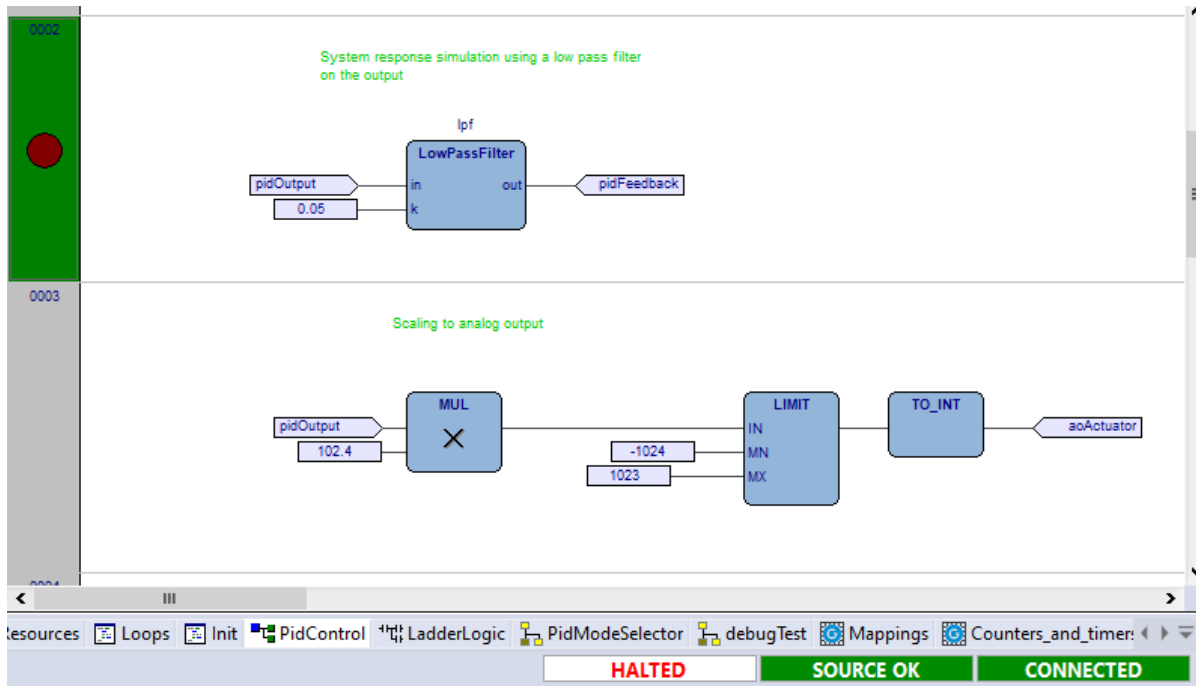 0002
System response simulation using a low pass filter
on the output
lpf
LowPassFilter
pidOutput in out pidFeedback
0.05 k
0003
Scaling to analog output
MUL LIMIT TO_INT
pidOutput IN aoActuator
102.4 -1024 MN
1023 MX
0004
Resources Loops Init PidControl LadderLogic PidModeSelector debugTest Mappings Counters_and_timers
HALTED SOURCE OK CONNECTED